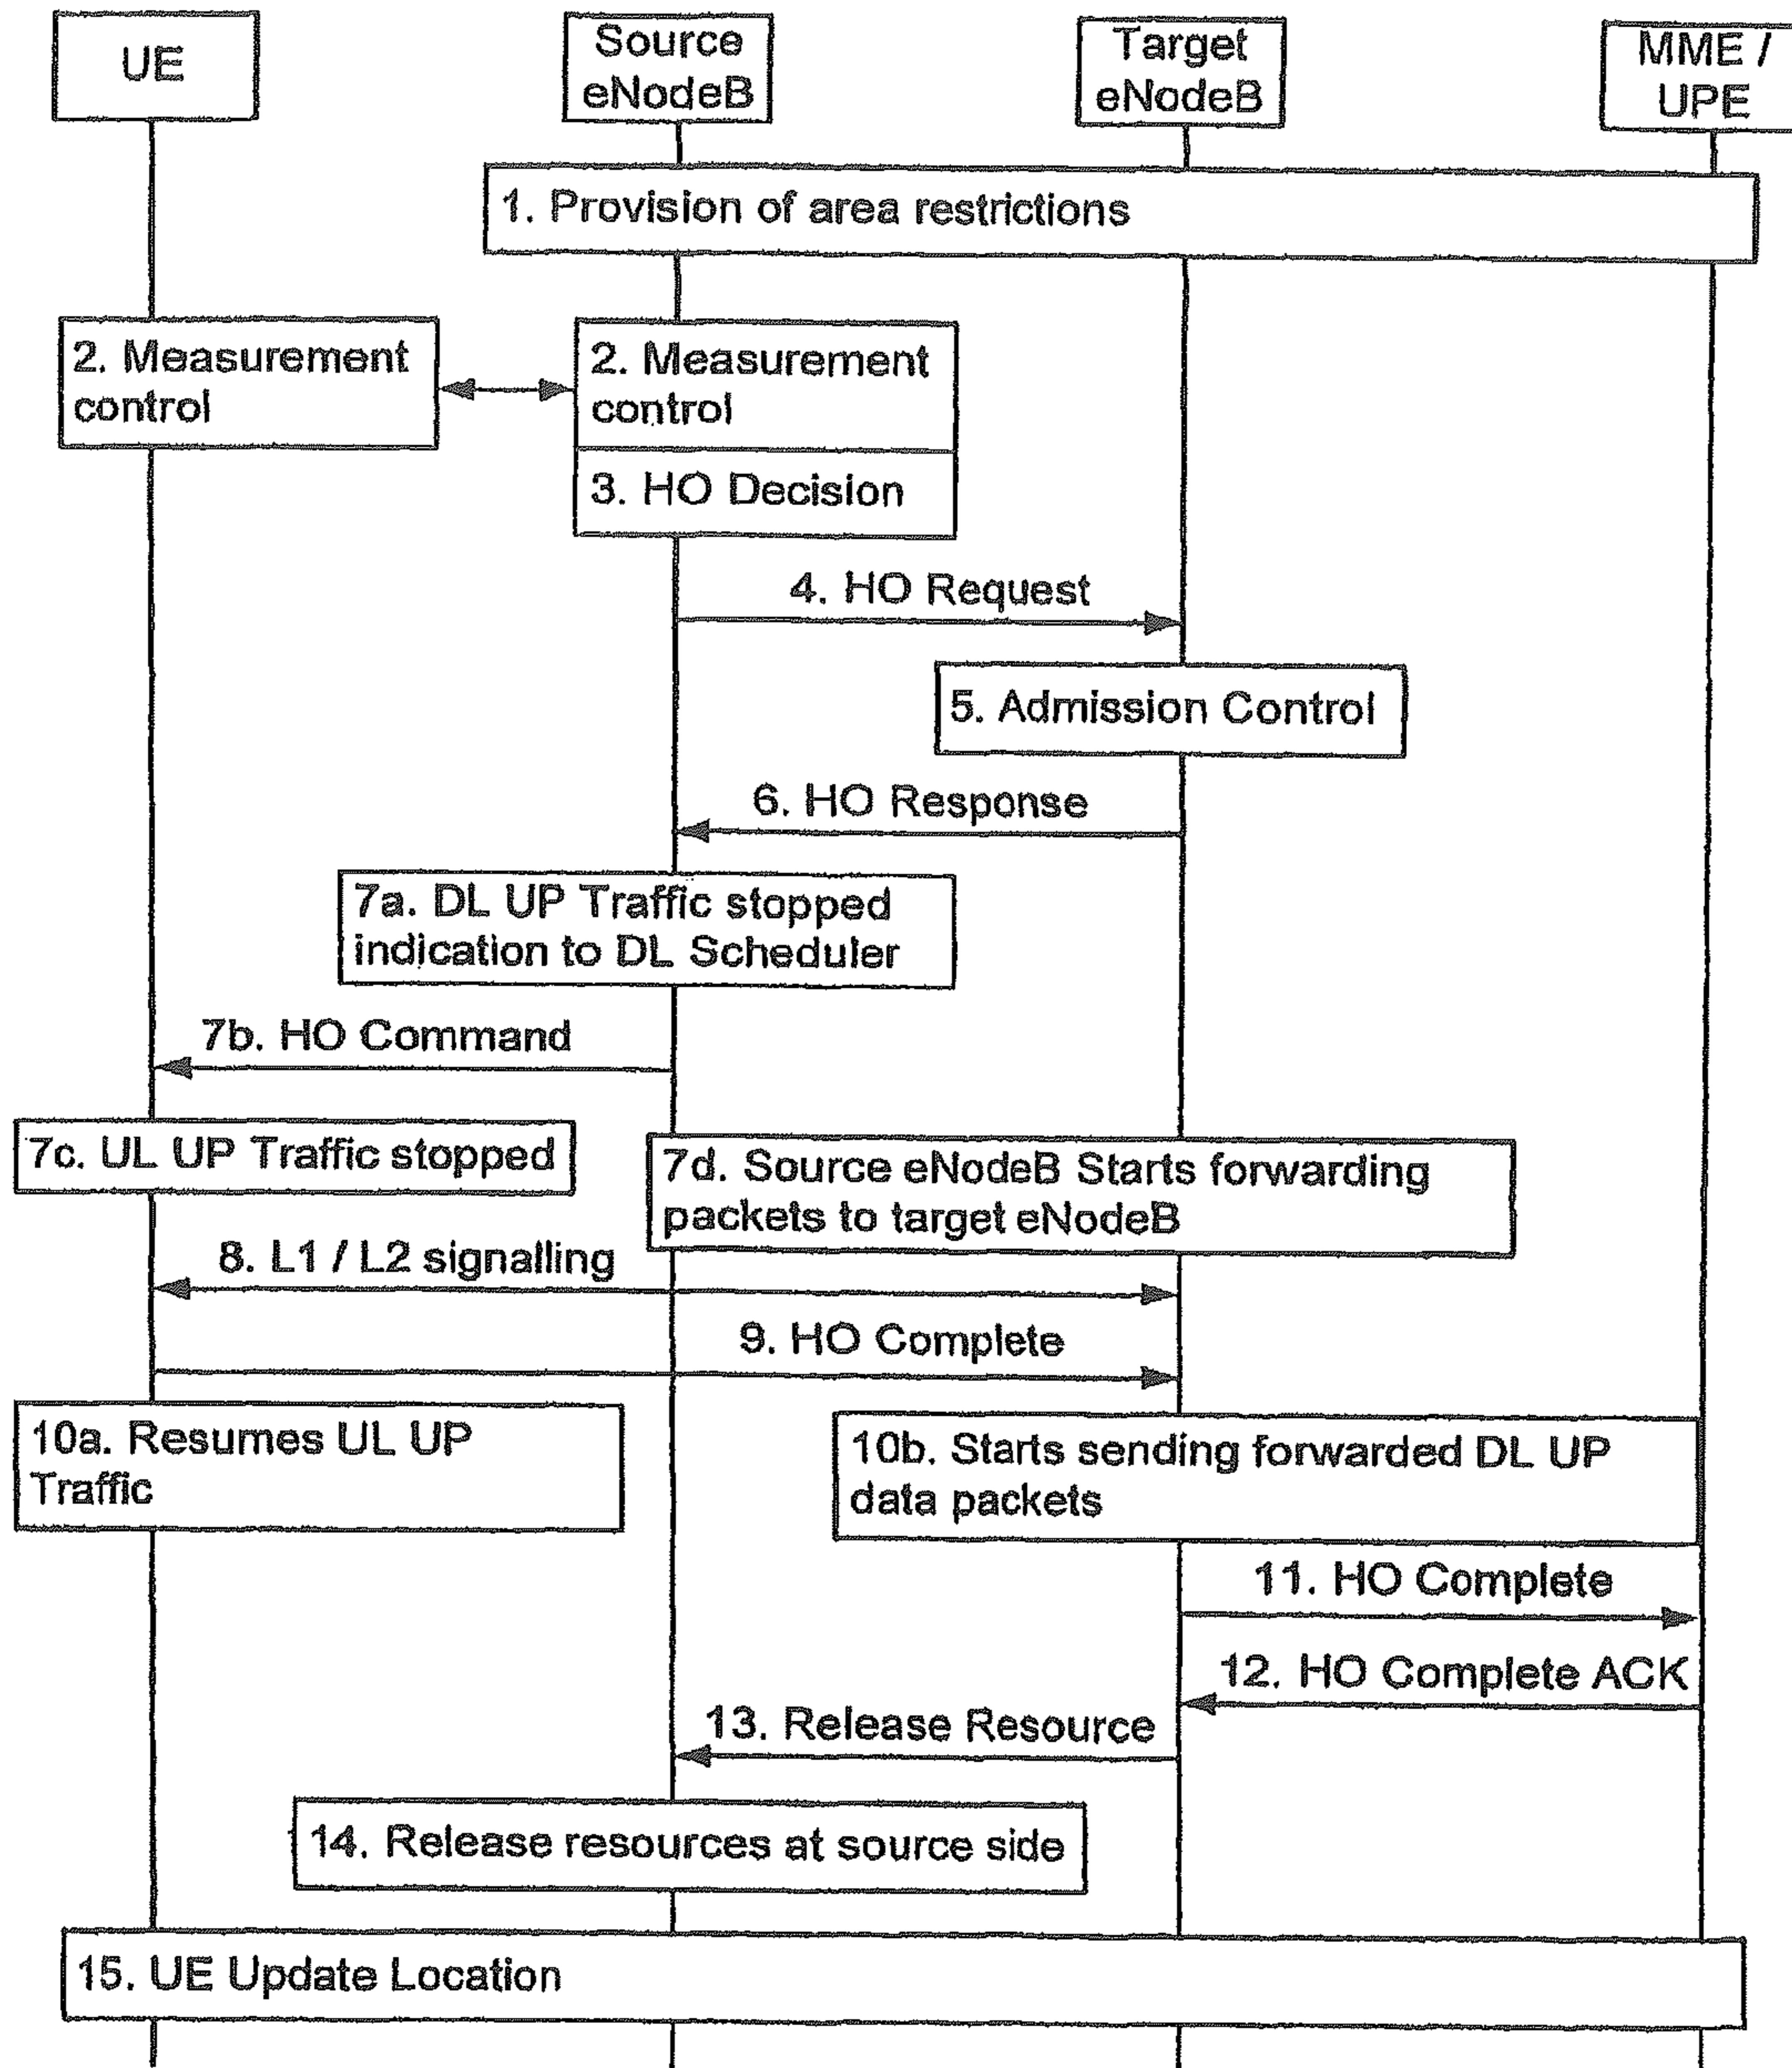 UE
Source
eNodeB
Target
eNodeB
MME /
UPE
1. Provision of area restrictions
2. Measurement
control
2. Measurement
control
3. HO Decision
4. HO Request
5. Admission Control
6. HO Response
7a. DL UP Traffic stopped
indication to DL Scheduler
7b. HO Command
7c. UL UP Traffic stopped
7d. Source eNodeB Starts forwarding
packets to target eNodeB
8. L1 / L2 signalling
9. HO Complete
10a. Resumes UL UP
Traffic
10b. Starts sending forwarded DL UP
data packets
11. HO Complete
12. HO Complete ACK
13. Release Resource
14. Release resources at source side
15. UE Update Location